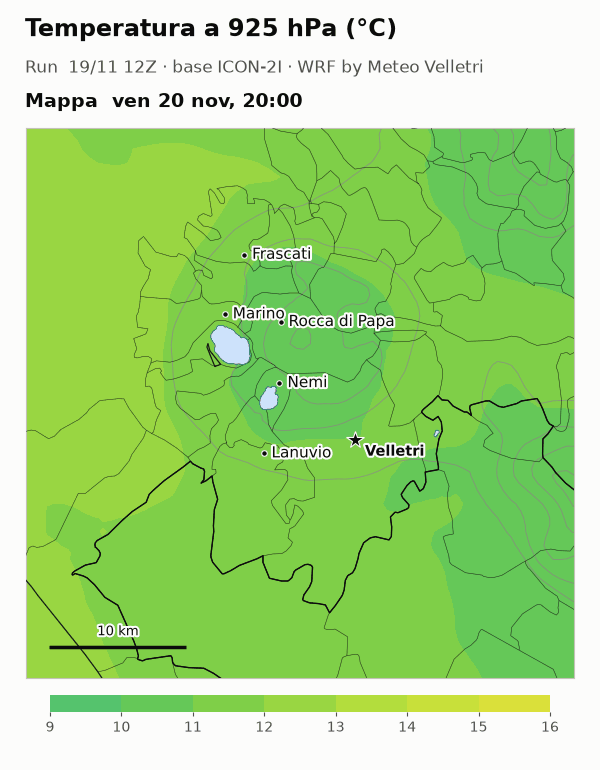 Temperatura a 925 hPa (°C)
Run 19/11 12Z · base ICON-2I · WRF by Meteo Velletri
Mappa ven 20 nov, 20:00
Frascati
Marino
Rocca di Papa
Nemi
Velletri
Lanuvio
10 km
9 10 11 12 13 14 15 16